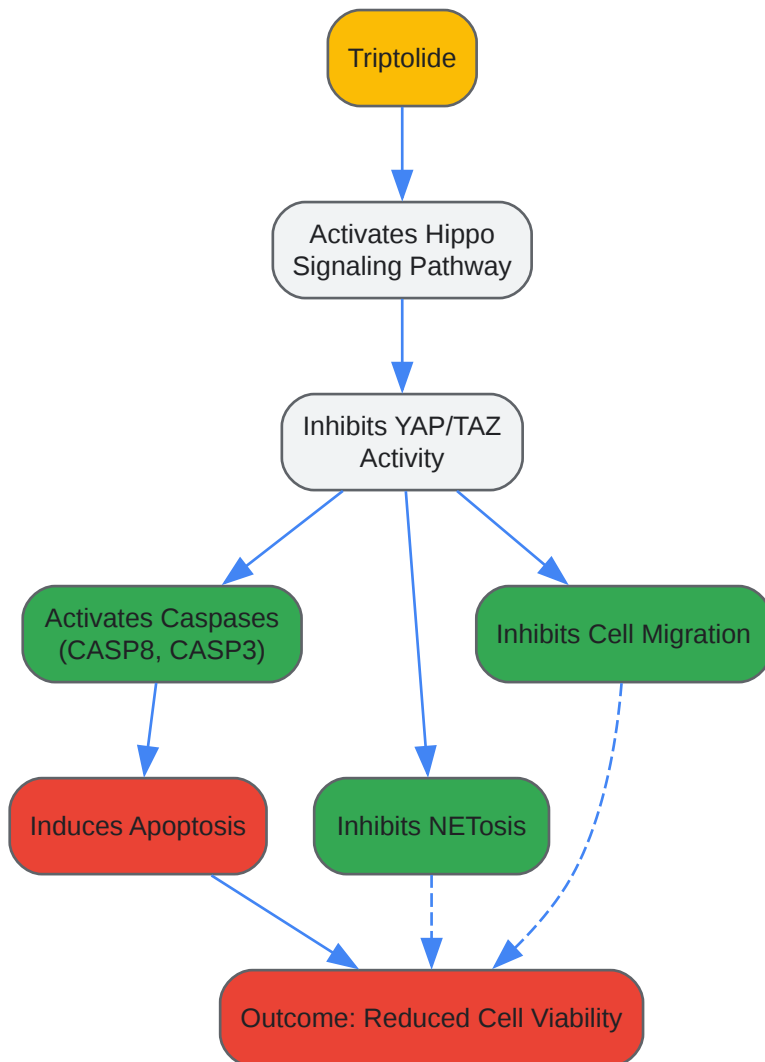 Triptolide
Activates Hippo
Signaling Pathway
Inhibits YAP/TAZ
Activity
Activates Caspases
(CASP8, CASP3)
Inhibits Cell Migration
Induces Apoptosis
Inhibits NETosis
Outcome: Reduced Cell Viability